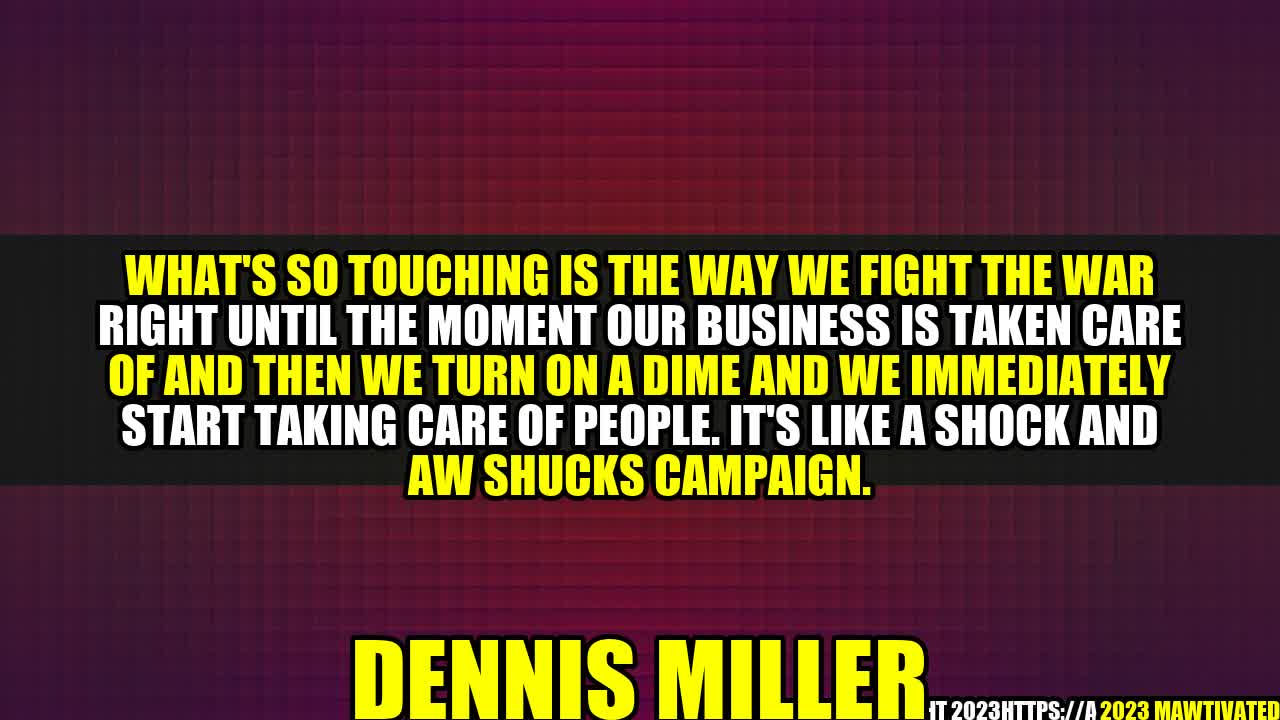 WHAT'S SO TOUCHING IS THE WAY WE FIGHT THE WAR
RIGHT UNTIL THE MOMENT OUR BUSINESS IS TAKEN CARE
OF AND THEN WE TURN ON A DIME AND WE IMMEDIATELY
START TAKING CARE OF PEOPLE. IT'S LIKE A SHOCK AND
AW SHUCKS CAMPAIGN.
DENNIS MILLER
2023HTTPS://A 2023 MAWTIVATED